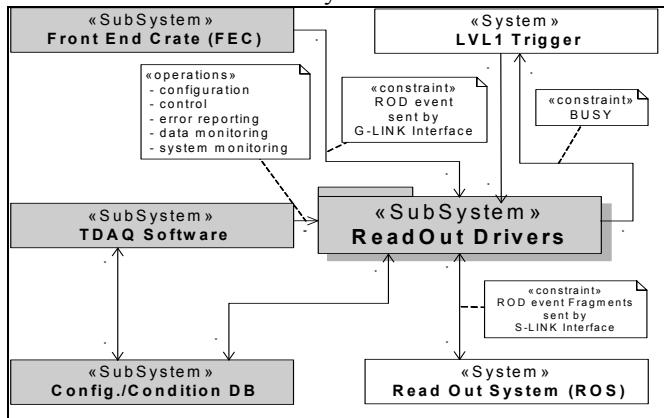 «SubSystem»
Front End Crate (FEC)
«System»
LVL1 Trigger
«operations»
- configuration
- control
- error reporting
- data monitoring
- system monitoring
«constraint»
ROD event
sent by
G-LINK Interface
«constraint»
BUSY
«SubSystem»
TDAQ Software
«SubSystem»
ReadOut Drivers
«constraint»
ROD event Fragments
sent by
S-LINK Interface
«SubSystem»
Config./Condition DB
«System»
Read Out System (ROS)